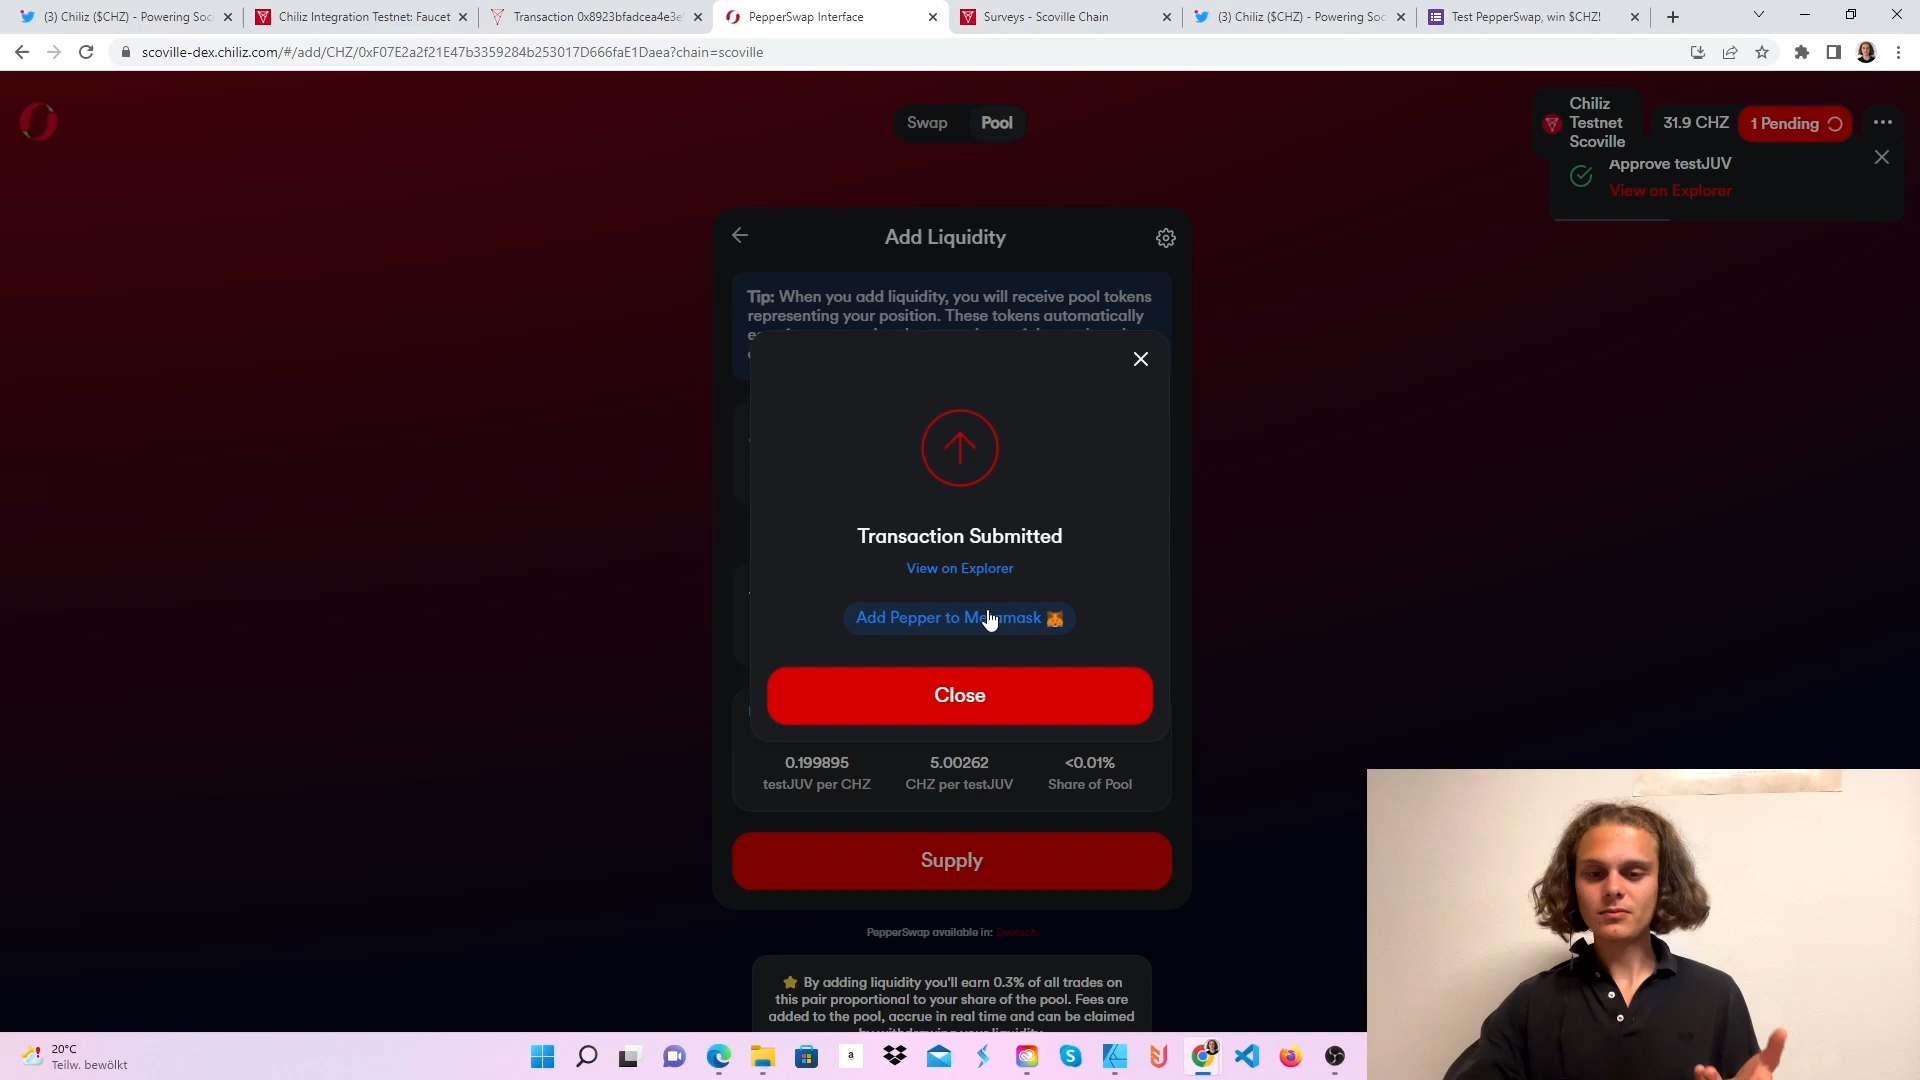 (3) Chiliz ($CHZ) - Powering Soc
Chiliz Integration Testnet: Faucet
Transaction 0x8923bfadcea4e3e
PepperSwap Interface
Surveys - Scoville Chain
(3) Chiliz ($CHZ) - Powering Soc
Test PepperSwap, win $CHZ!
scoville-dex.chiliz.com/#/add/CHZ/0xF07E2a2f21E47b3359284b253017D666faE1Daea?chain=scoville
Swap
Pool
Chiliz
Testnet
Scoville
31.9 CHZ
1 Pending
Approve testJUV
View on Explorer
Add Liquidity
Tip: When you add liquidity, you will receive pool tokens
representing your position. These tokens automatically
Transaction Submitted
View on Explorer
Add Pepper to
Close
0.199895
5.00262
<0.01%
testJUV per CHZ
CHZ per testJUV
Share of Pool
Supply
PepperSwap available in: Deutsch
By adding liquidity you'll earn 0.3% of all trades on
this pair proportional to your share of the pool. Fees are
added to the pool, accrue in real time and can be claimed
20°C
Teilw. bewölkt